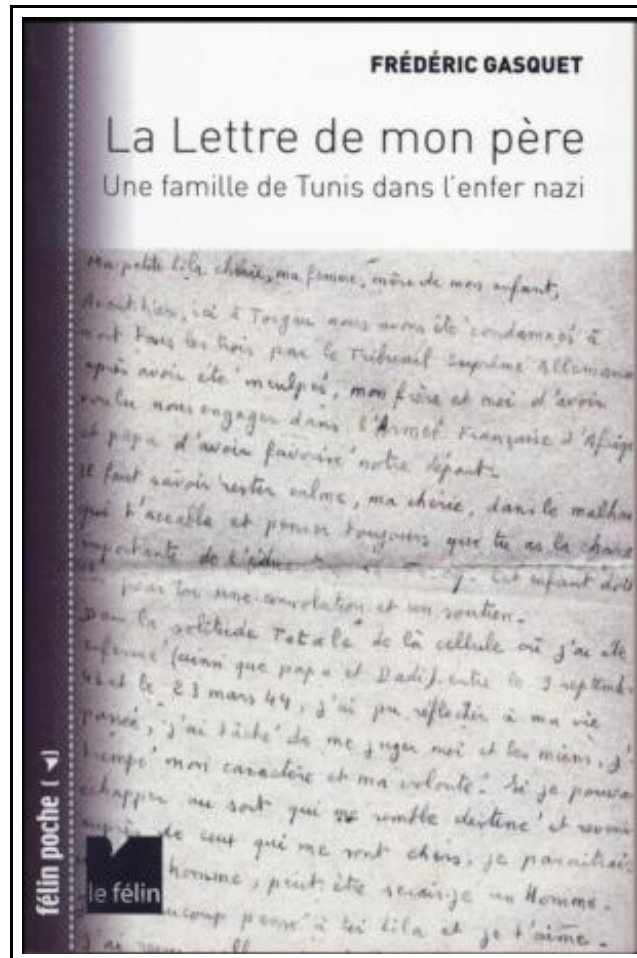 FRÉDÉRIC GASQUET
La Lettre de mon père
Une famille de Tunis dans l'enfer nazi
Ma petite Lila chérie, ma femme, mère de mon enfant,
Avant hier, ici à Torgau nous avons été condamnés à
mort tous les trois par le Tribunal Suprême Allemand
après avoir été inculpés, mon frère et moi d'avoir
voulu nous engager dans l'Armée Française d'Afrique
et papa d'avoir favorisé notre départ.
Il faut savoir rester calme, ma chérie, dans le malheur
qui t'accable et penser toujours que tu as la charge
importante de Cet enfant doit
pour toi une consolation et un soutien.
Dans la solitude Totale de la cellule où j'ai été
enfermé (ainsi que papa et Dadi) entre le 9 septembre
43 et le 23 mars 44, j'ai pu réfléchir à ma vie
passée, j'ai tâché de me juger moi et les miens, j'
trempé mon caractère et ma volonté. Si je pouvais
échapper au sort qui me semble destiné et revenir
auprès de ceux qui me sont chers, je
homme, peut être serais-je un Homme.
pensé à toi Lila et je t'aime.
J'ai
félin poche
le félin